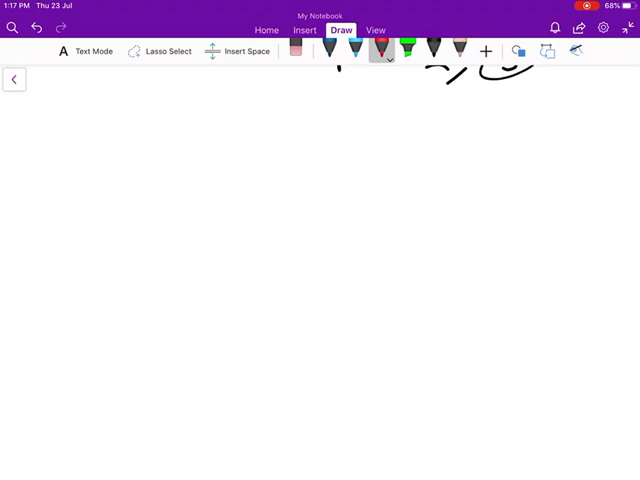 1:17 PM Thu 23 Jul
68%
My Notebook
Home Insert Draw View
A Text Mode Lasso Select Insert Space